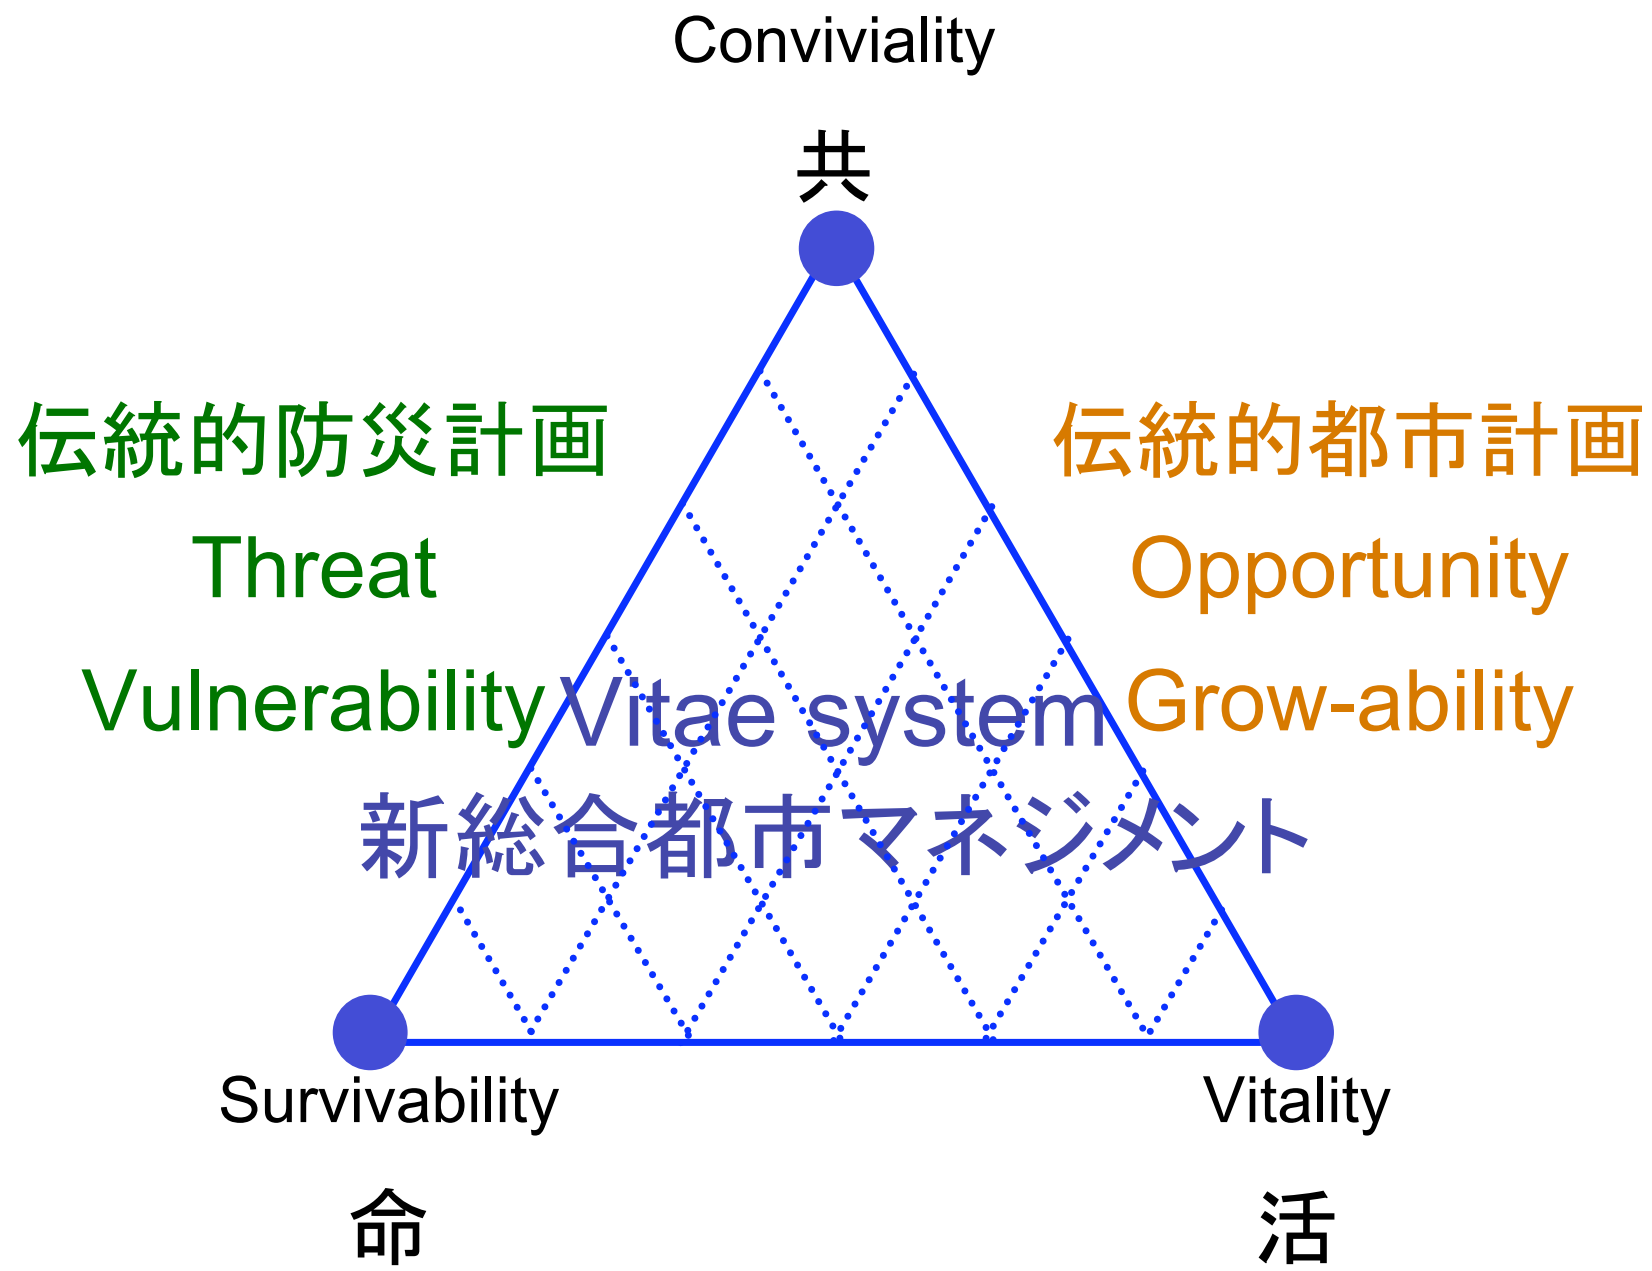 Conviviality
共
伝統的防災計画
Threat
Vulnerability
伝統的都市計画
Opportunity
Grow-ability
Vitae system
新総合都市マネジメント
Survivability
命
Vitality
活